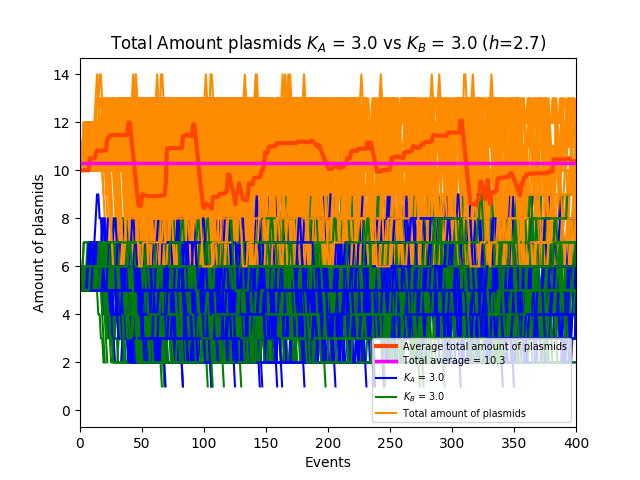 Total Amount plasmids K_A = 3.0 vs K_B = 3.0 (h=2.7)
Amount of plasmids
14
12
10
8
6
4
2
0
0 50 100 150 200 250 300 350 400
Events
Average total amount of plasmids
Total average = 10.3
K_A = 3.0
K_B = 3.0
Total amount of plasmids